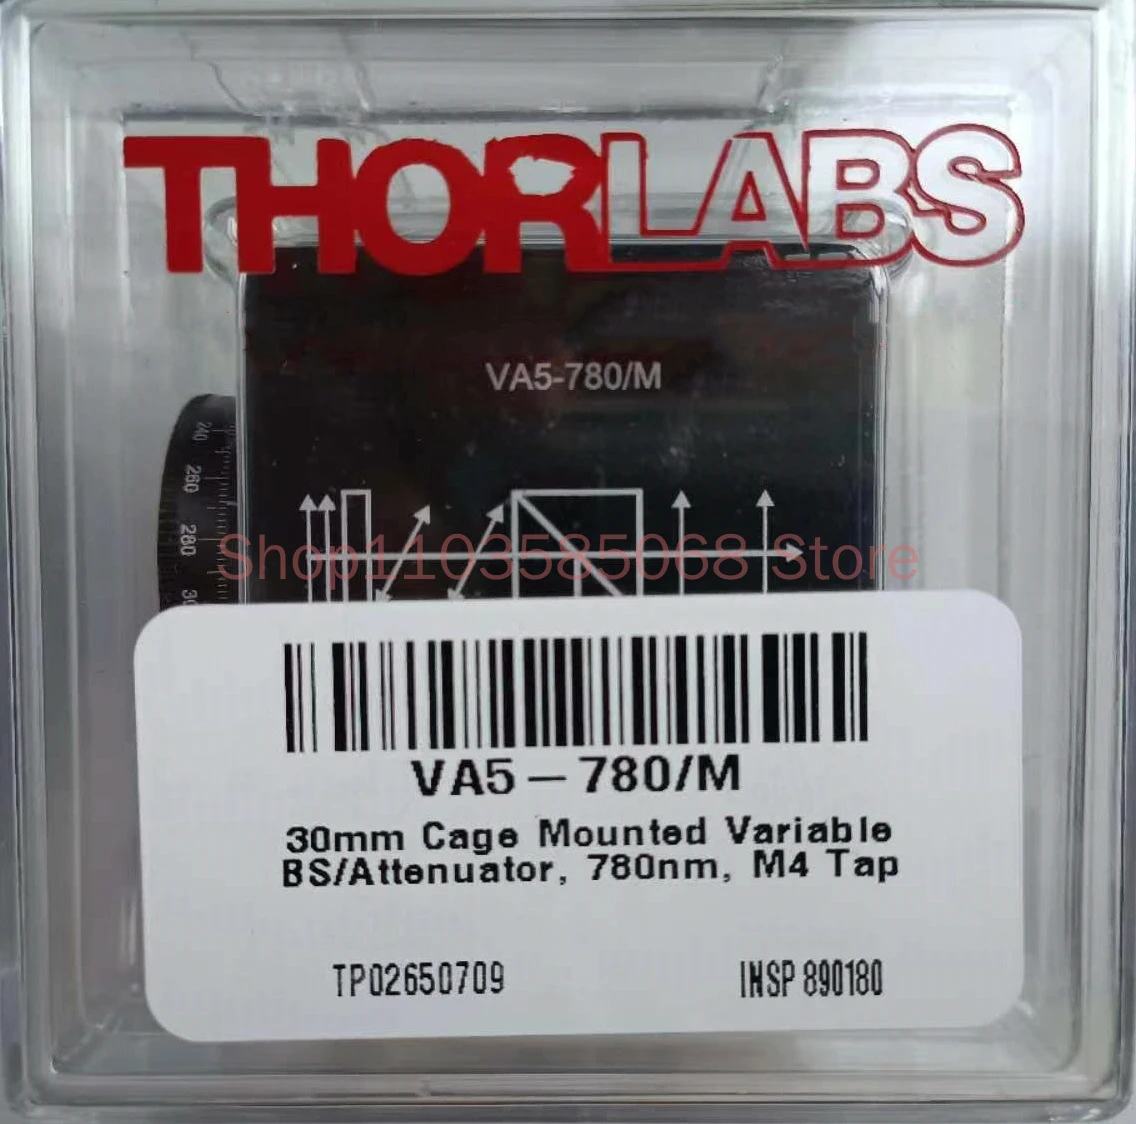 THORLABS
VA5-780/M
240
260
280
Shop1103585068 Store
VA5-780/M
30mm Cage Mounted Variable
BS/Attenuator, 780nm, M4 Tap
TP02650709 INSP 890180